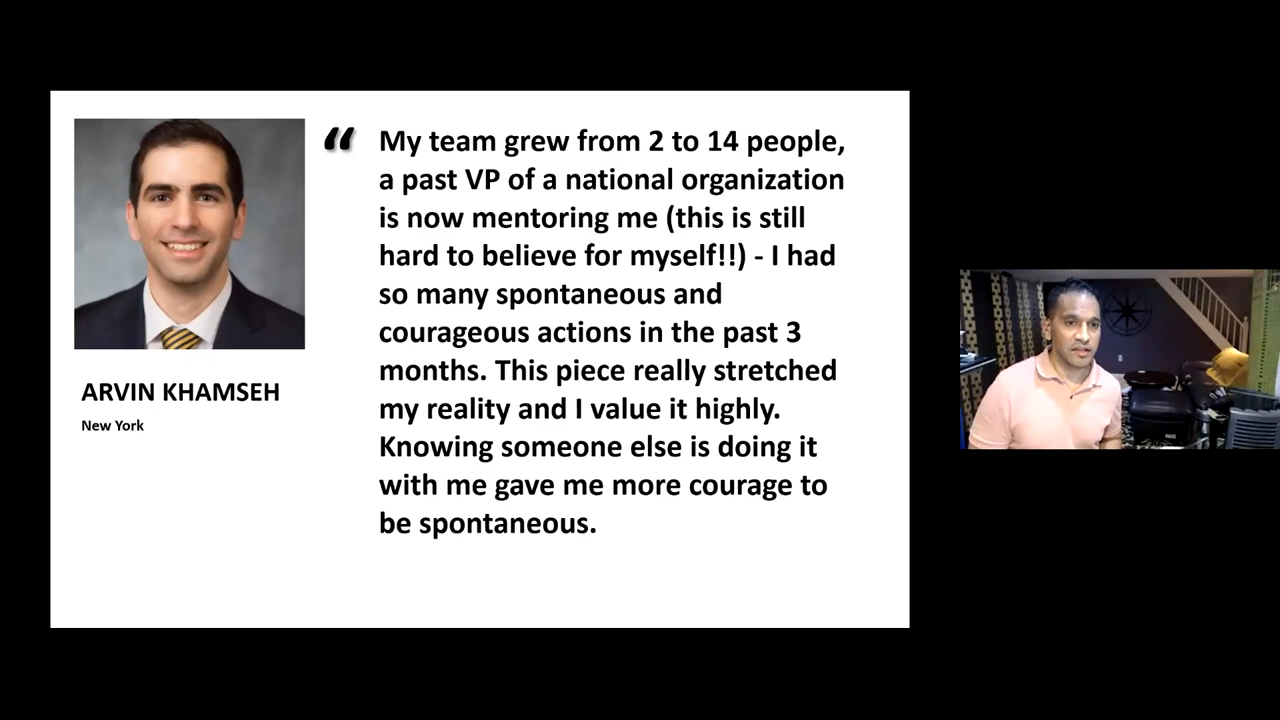 “ My team grew from 2 to 14 people,
a past VP of a national organization
is now mentoring me (this is still
hard to believe for myself!!) - I had
so many spontaneous and
courageous actions in the past 3
months. This piece really stretched
my reality and I value it highly.
Knowing someone else is doing it
with me gave me more courage to
be spontaneous.
ARVIN KHAMSEH
New York